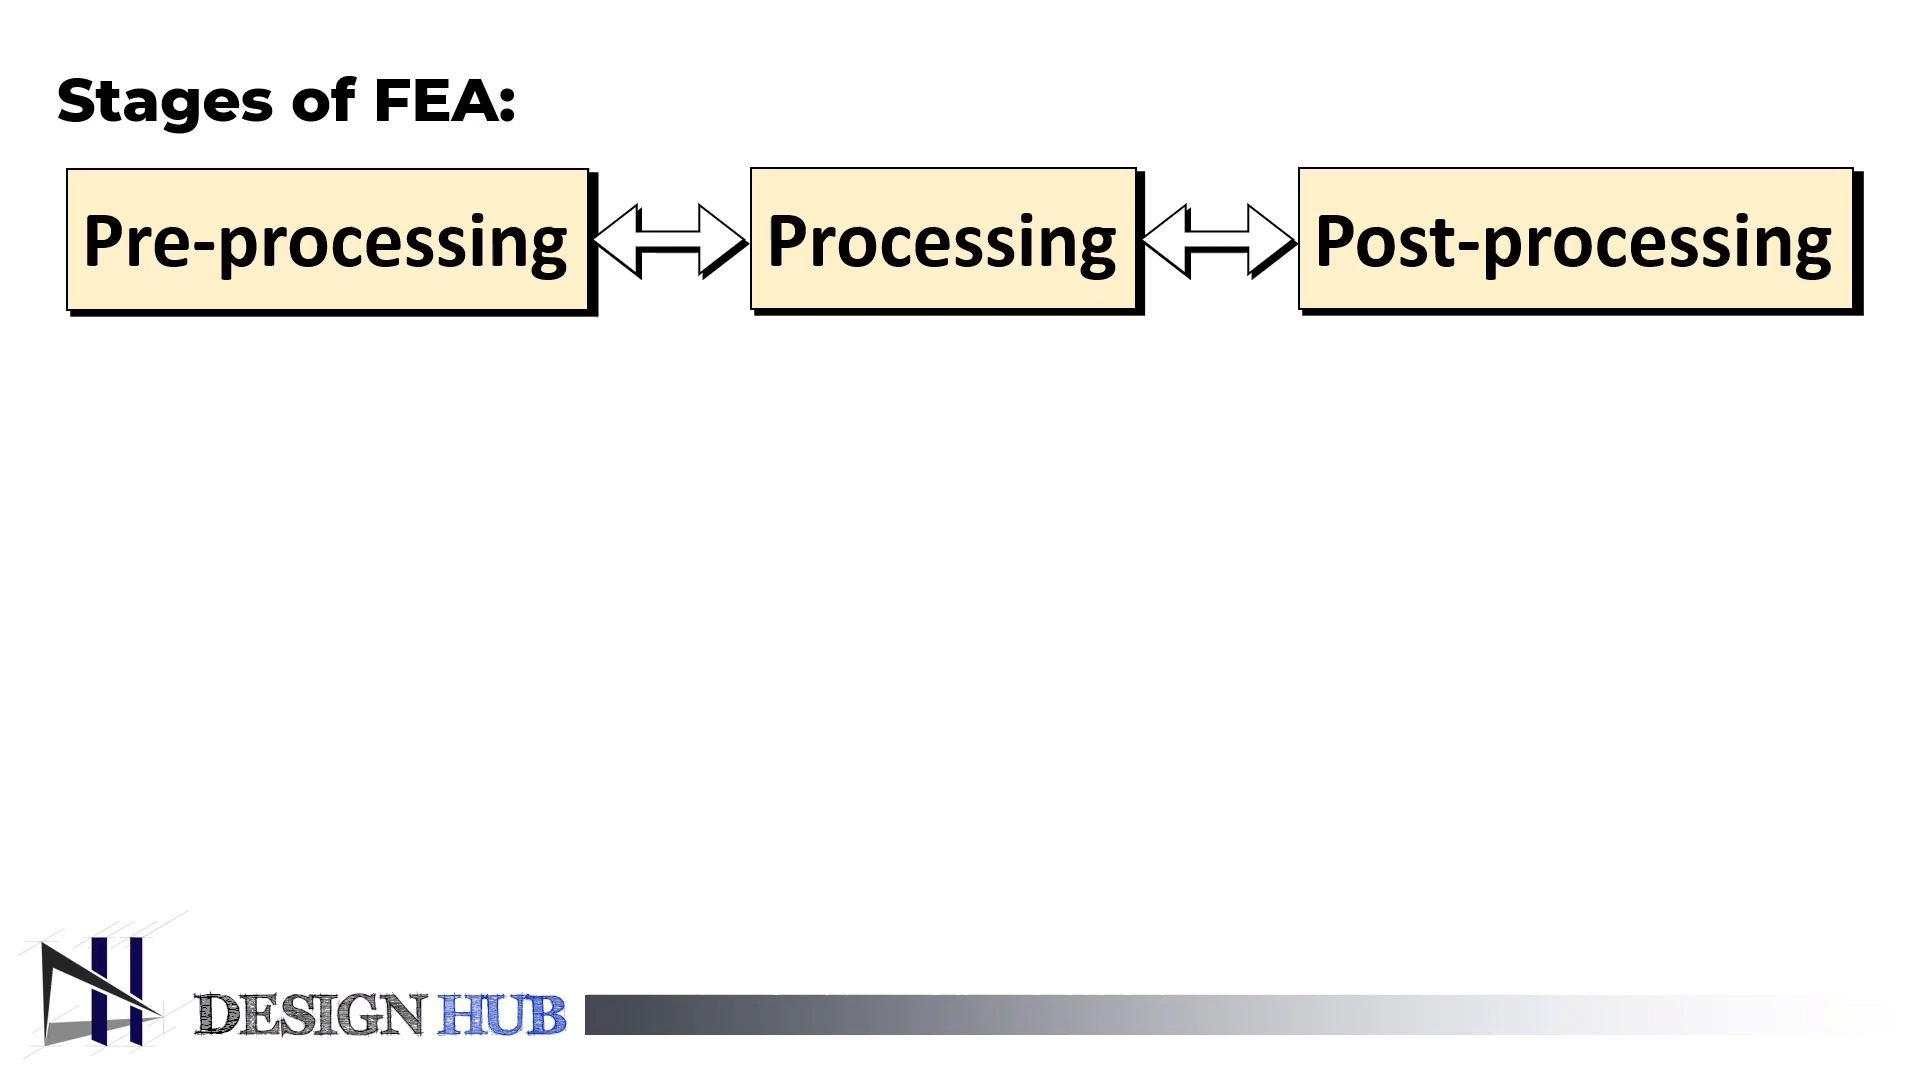 Stages of FEA:
Pre-processing
Processing
Post-processing
DESIGN HUB